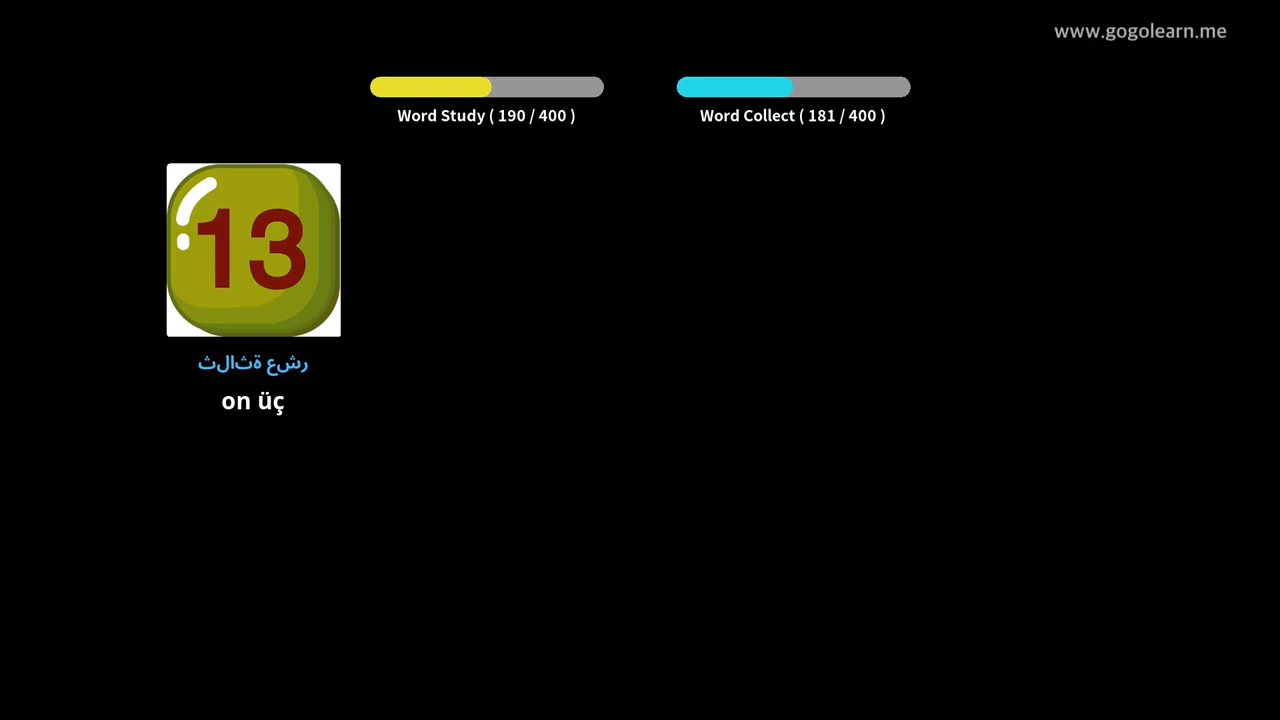 www.gogolearn.me
Word Study ( 190 / 400 )
Word Collect ( 181 / 400 )
13
رشع ةثالث
on üç